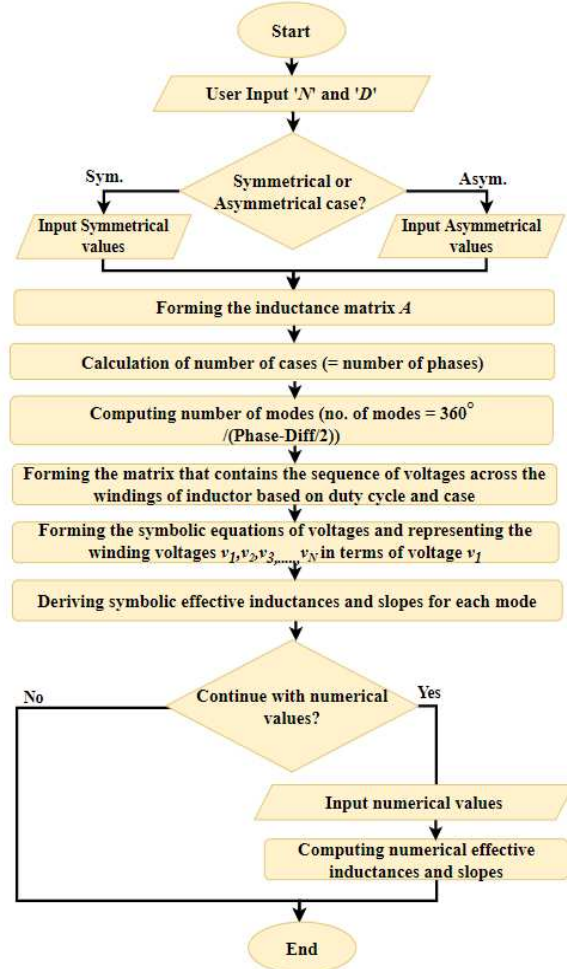 Start
User Input 'N' and 'D'
Symmetrical or
Asymmetrical case?
Sym.
Asym.
Input Symmetrical
values
Input Asymmetrical
values
Forming the inductance matrix A
Calculation of number of cases (= number of phases)
Computing number of modes (no. of modes = 360°
/(Phase-Diff/2))
Forming the matrix that contains the sequence of voltages across the
windings of inductor based on duty cycle and case
Forming the symbolic equations of voltages and representing the
winding voltages v1,v2,v3,......,vN in terms of voltage v1
Deriving symbolic effective inductances and slopes for each mode
Continue with numerical
values?
No
Yes
Input numerical values
Computing numerical effective
inductances and slopes
End